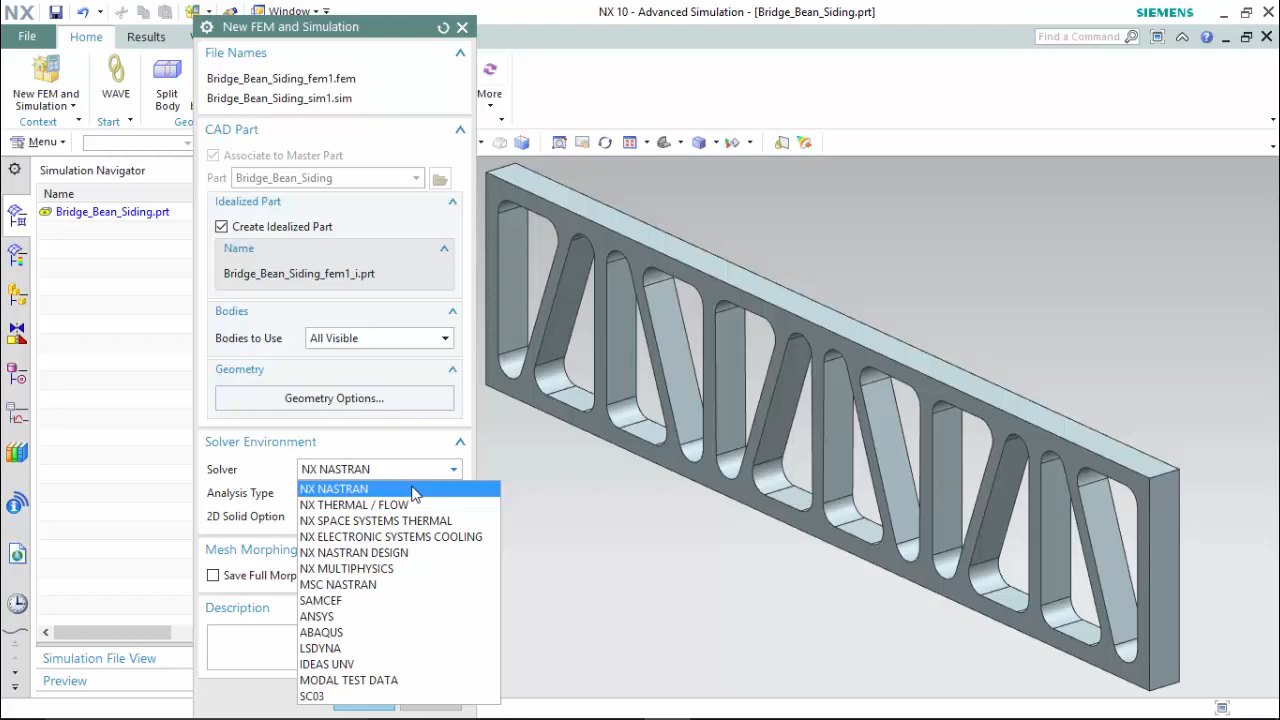 NX
Window
NX 10 - Advanced Simulation - [Bridge_Bean_Siding.prt]
SIEMENS
New FEM and Simulation
File
Home
Results
Find a Command
File Names
Bridge_Bean_Siding_fem1.fem
Bridge_Bean_Siding_sim1.sim
New FEM and
Simulation
WAVE
Split
Body
More
Context
Start
Menu
CAD Part
Associate to Master Part
Part
Bridge_Bean_Siding
Simulation Navigator
Name
Bridge_Bean_Siding.prt
Idealized Part
Create Idealized Part
Name
Bridge_Bean_Siding_fem1_i.prt
Bodies
Bodies to Use
All Visible
Geometry
Geometry Options...
Solver Environment
Solver
NX NASTRAN
Analysis Type
2D Solid Option
NX NASTRAN
NX THERMAL / FLOW
NX SPACE SYSTEMS THERMAL
NX ELECTRONIC SYSTEMS COOLING
NX NASTRAN DESIGN
NX MULTIPHYSICS
MSC NASTRAN
SAMCEF
ANSYS
ABAQUS
LSDYNA
IDEAS UNV
MODAL TEST DATA
SC03
Mesh Morphing
Save Full Morp
Description
Simulation File View
Preview